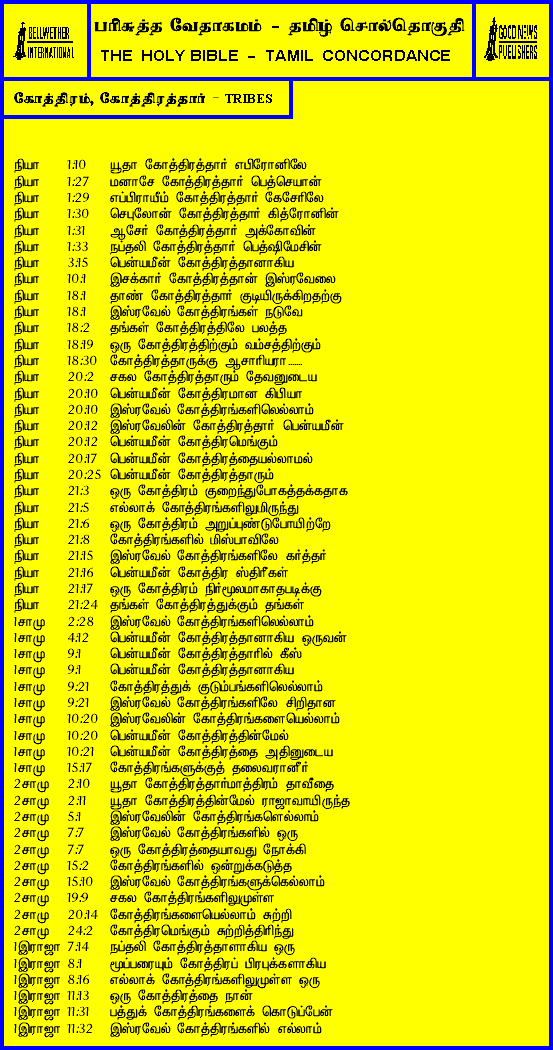 BELLWETHER INTERNATIONAL
பரிசுத்த வேதாகமம் - தமிழ் சொல்தொகுதி
THE HOLY BIBLE - TAMIL CONCORDANCE
GOOD NEWS PUBLISHERS
கோத்திரம், கோத்திரத்தார் - TRIBES
நியா 1:10 யூதா கோத்திரத்தார் எபிரோனிலே
நியா 1:27 மனாசே கோத்திரத்தார் பெத்செயான்
நியா 1:29 எப்பிராயீம் கோத்திரத்தார் கேசேரிலே
நியா 1:30 செபுலோன் கோத்திரத்தார் கித்ரோனின்
நியா 1:31 ஆசேர் கோத்திரத்தார் அக்கோவின்
நியா 1:33 நப்தலி கோத்திரத்தார் பெத்ஷிமேசின்
நியா 3:15 பென்யமீன் கோத்திரத்தானாகிய
நியா 10:1 இசக்கார் கோத்திரத்தான் இஸ்ரவேலை
நியா 18:1 தாண் கோத்திரத்தார் குடியிருக்கிறதற்கு
நியா 18:1 இஸ்ரவேல் கோத்திரங்கள் நடுவே
நியா 18:2 தங்கள் கோத்திரத்திலே பலத்த
நியா 18:19 ஒரு கோத்திரத்திற்கும் வம்சத்திற்கும்
நியா 18:30 கோத்திரத்தாருக்கு ஆசாரியரா.......
நியா 20:2 சகல கோத்திரத்தாரும் தேவனுடைய
நியா 20:10 பென்யமீன் கோத்திரமான கிபியா
நியா 20:10 இஸ்ரவேல் கோத்திரங்களிலெல்லாம்
நியா 20:12 இஸ்ரவேலின் கோத்திரத்தார் பென்யமீன்
நியா 20:12 பென்யமீன் கோத்திரமெங்கும்
நியா 20:17 பென்யமீன் கோத்திரத்தையல்லாமல்
நியா 20:25 பென்யமீன் கோத்திரத்தாரும்
நியா 21:3 ஒரு கோத்திரம் குறைந்துபோகத்தக்கதாக
நியா 21:5 எல்லாக் கோத்திரங்களிலுமிருந்து
நியா 21:6 ஒரு கோத்திரம் அறுப்புண்டுபோயிற்றே
நியா 21:8 கோத்திரங்களில் மிஸ்பாவிலே
நியா 21:15 இஸ்ரவேல் கோத்திரங்களிலே கர்த்தர்
நியா 21:16 பென்யமீன் கோத்திர ஸ்திரீகள்
நியா 21:17 ஒரு கோத்திரம் நிர்மூலமாகாதபடிக்கு
நியா 21:24 தங்கள் கோத்திரத்துக்கும் தங்கள்
1சாமு 2:28 இஸ்ரவேல் கோத்திரங்களிலெல்லாம்
1சாமு 4:12 பென்யமீன் கோத்திரத்தானாகிய ஒருவன்
1சாமு 9:1 பென்யமீன் கோத்திரத்தாரில் கீஸ்
1சாமு 9:1 பென்யமீன் கோத்திரத்தானாகிய
1சாமு 9:21 கோத்திரத்துக் குடும்பங்களிலெல்லாம்
1சாமு 9:21 இஸ்ரவேல் கோத்திரங்களிலே சிறிதான
1சாமு 10:20 இஸ்ரவேலின் கோத்திரங்களையெல்லாம்
1சாமு 10:20 பென்யமீன் கோத்திரத்தின்மேல்
1சாமு 10:21 பென்யமீன் கோத்திரத்தை அதினுடைய
1சாமு 15:17 கோத்திரங்களுக்குத் தலைவரானீர்
2சாமு 2:10 யூதா கோத்திரத்தார்மாத்திரம் தாவீதை
2சாமு 2:11 யூதா கோத்திரத்தின்மேல் ராஜாவாயிருந்த
2சாமு 5:1 இஸ்ரவேலின் கோத்திரங்களெல்லாம்
2சாமு 7:7 இஸ்ரவேல் கோத்திரங்களில் ஒரு
2சாமு 7:7 ஒரு கோத்திரத்தையாவது நோக்கி
2சாமு 15:2 கோத்திரங்களில் ஒன்றுக்கடுத்த
2சாமு 15:10 இஸ்ரவேல் கோத்திரங்களுக்கெல்லாம்
2சாமு 19:9 சகல கோத்திரங்களிலுமுள்ள
2சாமு 20:14 கோத்திரங்களையெல்லாம் சுற்றி
2சாமு 24:2 கோத்திரமெங்கும் சுற்றித்திரிந்து
1இராஜா 7:14 நப்தலி கோத்திரத்தாளாகிய ஒரு
1இராஜா 8:1 மூப்பரையும் கோத்திரப் பிரபுக்களாகிய
1இராஜா 8:16 எல்லாக் கோத்திரங்களிலுமுள்ள ஒரு
1இராஜா 11:13 ஒரு கோத்திரத்தை நான்
1இராஜா 11:31 பத்துக் கோத்திரங்களைக் கொடுப்பேன்
1இராஜா 11:32 இஸ்ரவேல் கோத்திரங்களில் எல்லாம்